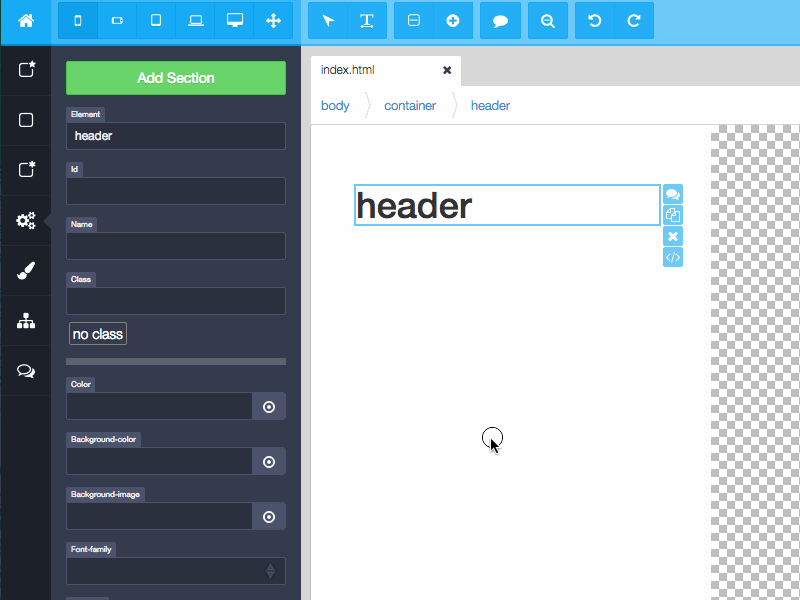 Add Section
Element
header
Id
Name
Class
no class
Color
Background-color
Background-image
Font-family
index.html
body
container
header
header